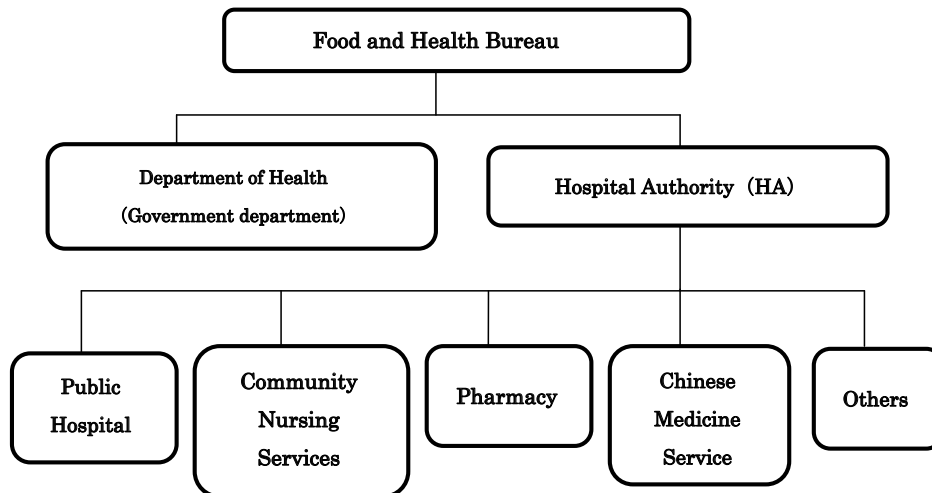 Food and Health Bureau
Department of Health
（Government department）
Hospital Authority（HA）
Public
Hospital
Community
Nursing
Services
Pharmacy
Chinese
Medicine
Service
Others